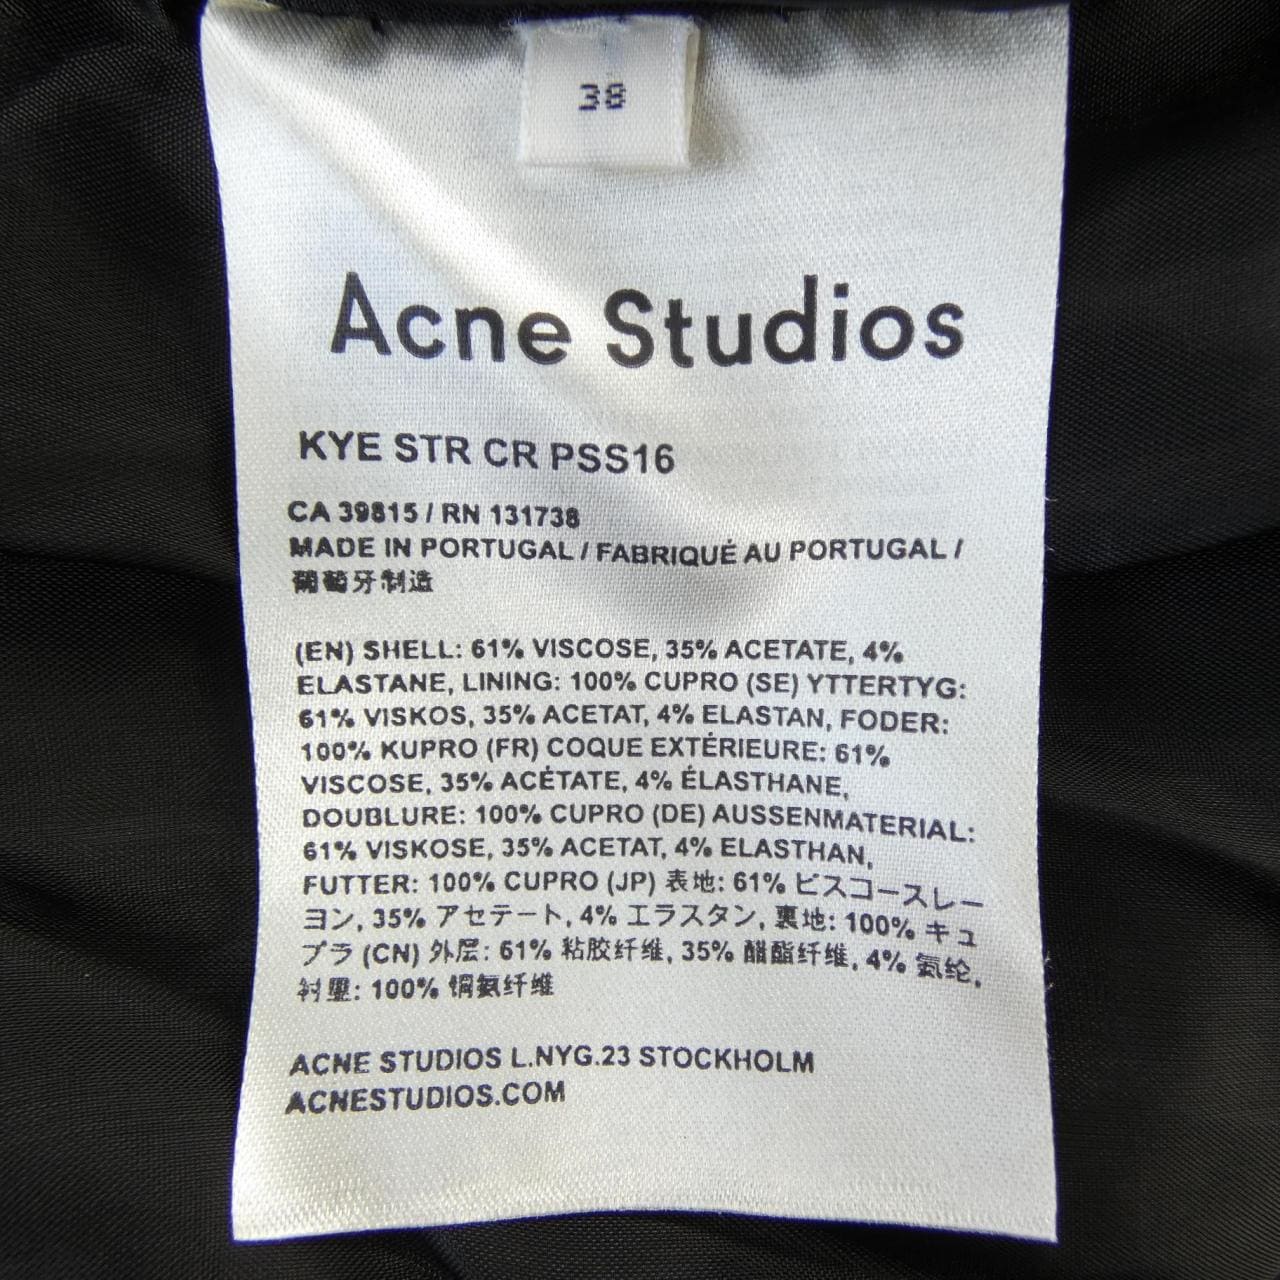 38
Acne Studios
KYE STR CR PSS16
CA 39815 / RN 131738
MADE IN PORTUGAL / FABRIQUÉ AU PORTUGAL /
葡萄牙制造
(EN) SHELL: 61% VISCOSE, 35% ACETATE, 4%
ELASTANE, LINING: 100% CUPRO (SE) YTTERTYG:
61% VISKOS, 35% ACETAT, 4% ELASTAN, FODER:
100% KUPRO (FR) COQUE EXTÉRIEURE: 61%
VISCOSE, 35% ACÉTATE, 4% ÉLASTHANE,
DOUBLURE: 100% CUPRO (DE) AUSSENMATERIAL:
61% VISKOSE, 35% ACETAT, 4% ELASTHAN,
FUTTER: 100% CUPRO (JP) 表地: 61% ビスコースレー
ヨン, 35% アセテート, 4% エラスタン, 裏地: 100% キュ
プラ (CN) 外层: 61% 粘胶纤维, 35% 醋酯纤维, 4% 氨纶,
衬里: 100% 铜氨纤维
ACNE STUDIOS L.NYG.23 STOCKHOLM
ACNESTUDIOS.COM